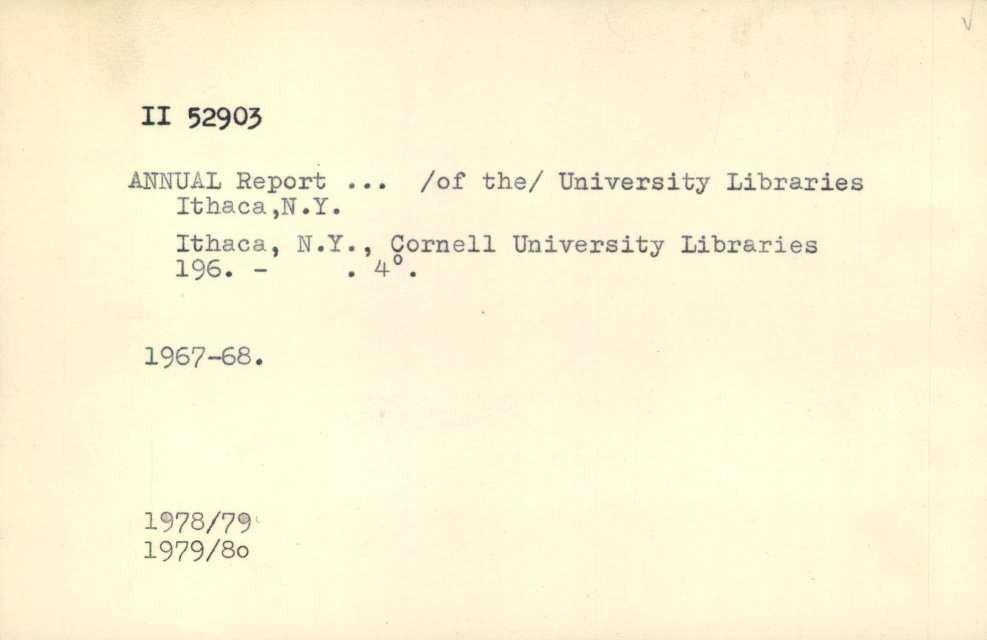 II 52903
ANNUAL Report ... /of the/ University Libraries
Ithaca,N.Y.
Ithaca, N.Y., Cornell University Libraries
196. - . 4°.
1967-68.
1978/79
1979/80